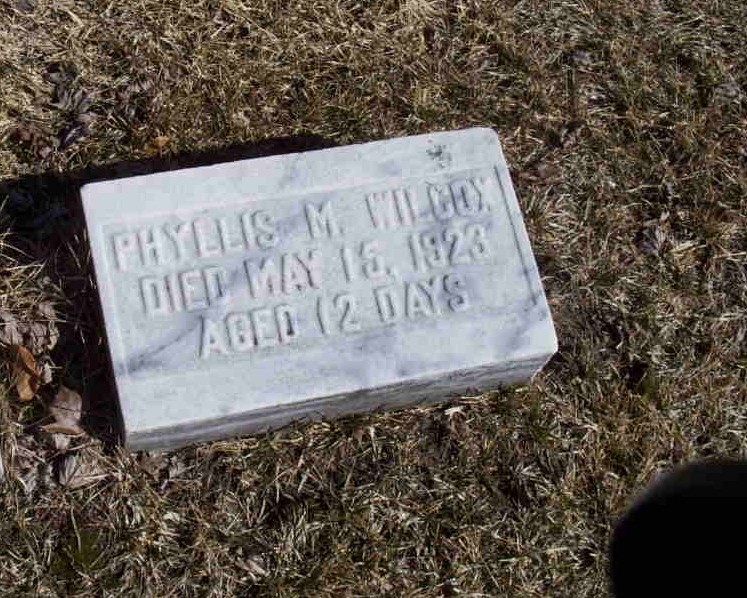 PHYLLIS M. WILCOX
DIED MAY 15, 1923
AGED 12 DAYS